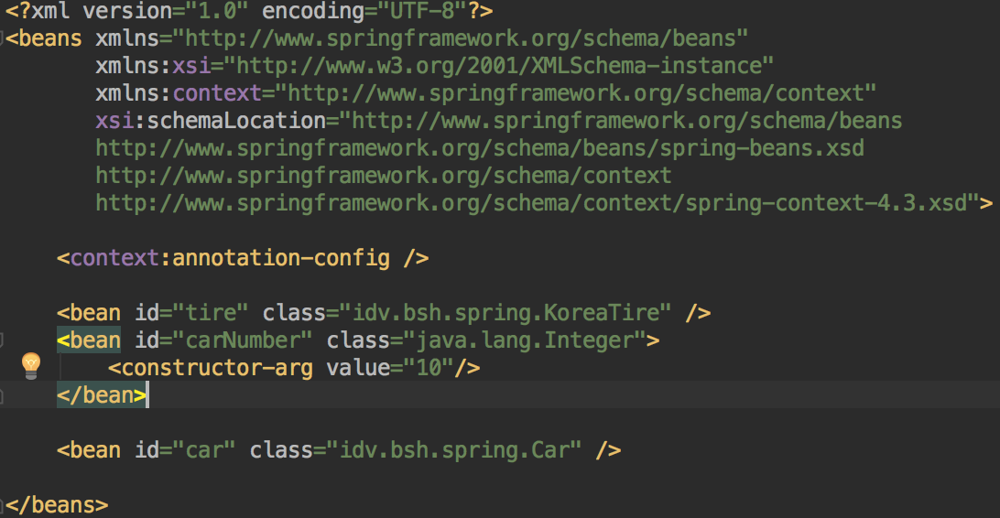 <?xml version="1.0" encoding="UTF-8"?>
<beans xmlns="http://www.springframework.org/schema/beans"
       xmlns:xsi="http://www.w3.org/2001/XMLSchema-instance"
       xmlns:context="http://www.springframework.org/schema/context"
       xsi:schemaLocation="http://www.springframework.org/schema/beans
       http://www.springframework.org/schema/beans/spring-beans.xsd
       http://www.springframework.org/schema/context
       http://www.springframework.org/schema/context/spring-context-4.3.xsd">
    <context:annotation-config />
    <bean id="tire" class="idv.bsh.spring.KoreaTire" />
    <bean id="carNumber" class="java.lang.Integer">
        <constructor-arg value="10"/>
    </bean>
    <bean id="car" class="idv.bsh.spring.Car" />
</beans>